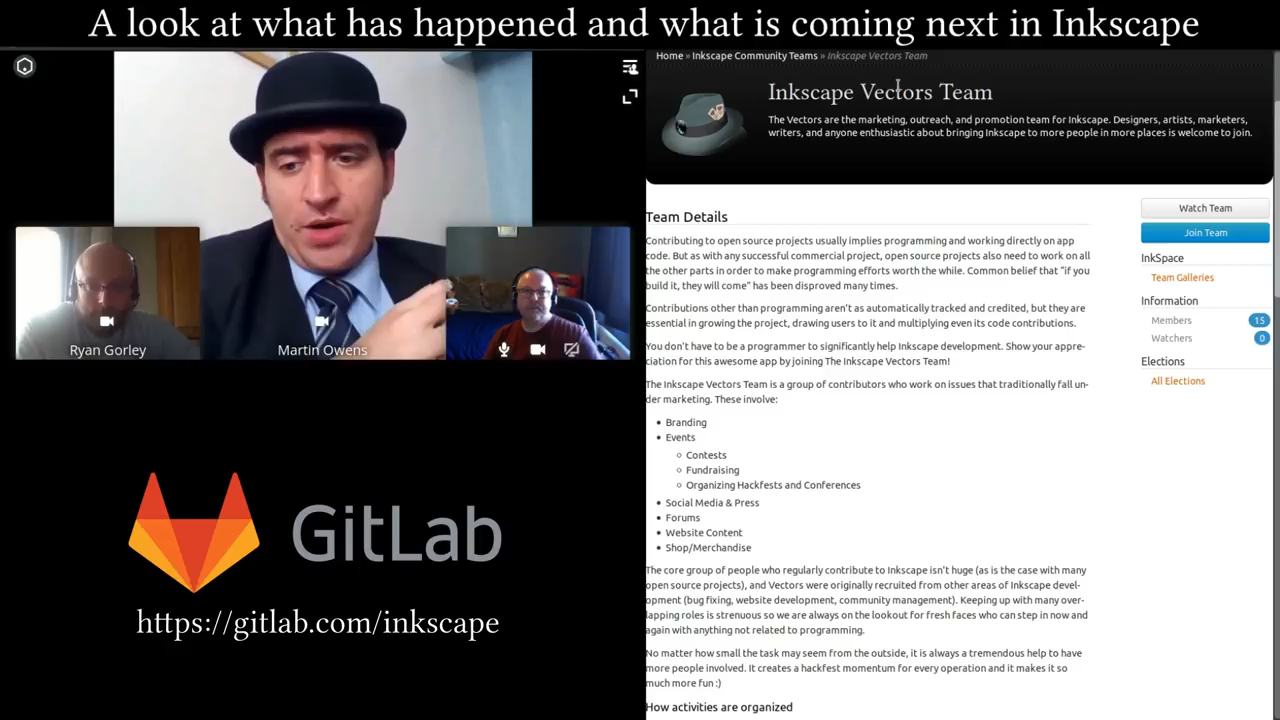 A look at what has happened and what is coming next in Inkscape
Ryan Gorley
Martin Owens
GitLab
https://gitlab.com/inkscape
Home » Inkscape Community Teams » Inkscape Vectors Team
Inkscape Vectors Team
The Vectors are the marketing, outreach, and promotion team for Inkscape. Designers, artists, marketers,
writers, and anyone enthusiastic about bringing Inkscape to more people in more places is welcome to join.
Team Details
Contributing to open source projects usually implies programming and working directly on app
code. But as with any successful commercial project, open source projects also need to work on all
the other parts in order to make programming efforts worth the while. Common belief that "if you
build it, they will come" has been disproved many times.
Contributions other than programming aren't as automatically tracked and credited, but they are
essential in growing the project, drawing users to it and multiplying even its code contributions.
You don't have to be a programmer to significantly help Inkscape development. Show your appre-
ciation for this awesome app by joining The Inkscape Vectors Team!
The Inkscape Vectors Team is a group of contributors who work on issues that traditionally fall un-
der marketing. These involve:
• Branding
• Events
◦ Contests
◦ Fundraising
◦ Organizing Hackfests and Conferences
• Social Media & Press
• Forums
• Website Content
• Shop/Merchandise
The core group of people who regularly contribute to Inkscape isn't huge (as is the case with many
open source projects), and Vectors were originally recruited from other areas of Inkscape devel-
opment (bug fixing, website development, community management). Keeping up with many over-
lapping roles is strenuous so we are always on the lookout for fresh faces who can step in now and
again with anything not related to programming.
No matter how small the task may seem from the outside, it is always a tremendous help to have
more people involved. It creates a hackfest momentum for every operation and it makes it so
much more fun :)
How activities are organized
Watch Team
Join Team
InkSpace
Team Galleries
Information
Members 15
Watchers 0
Elections
All Elections